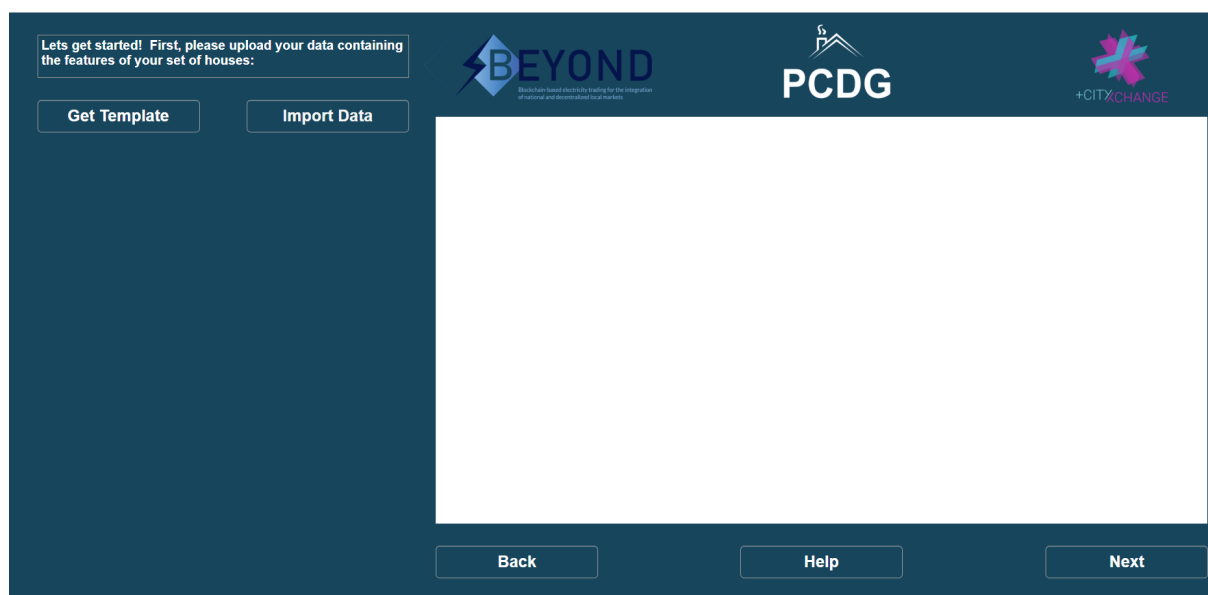 Lets get started!  First, please upload your data containing
the features of your set of houses:
Get Template
Import Data
BEYOND
Blockchain-based electricity trading for the integration
of national and decentralized local markets
PCDG
+CITYXCHANGE
Back
Help
Next